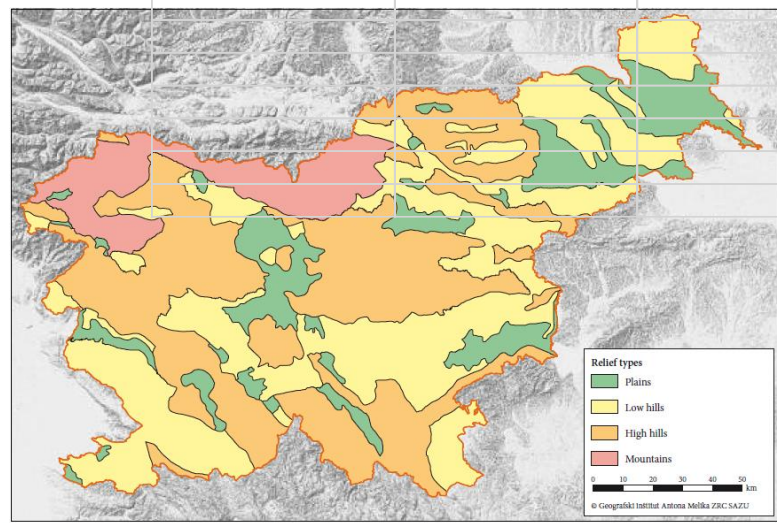 Relief types
Plains
Low hills
High hills
Mountains
0 10 20 30 40 50
km
© Geografski inštitut Antona Melika ZRC SAZU